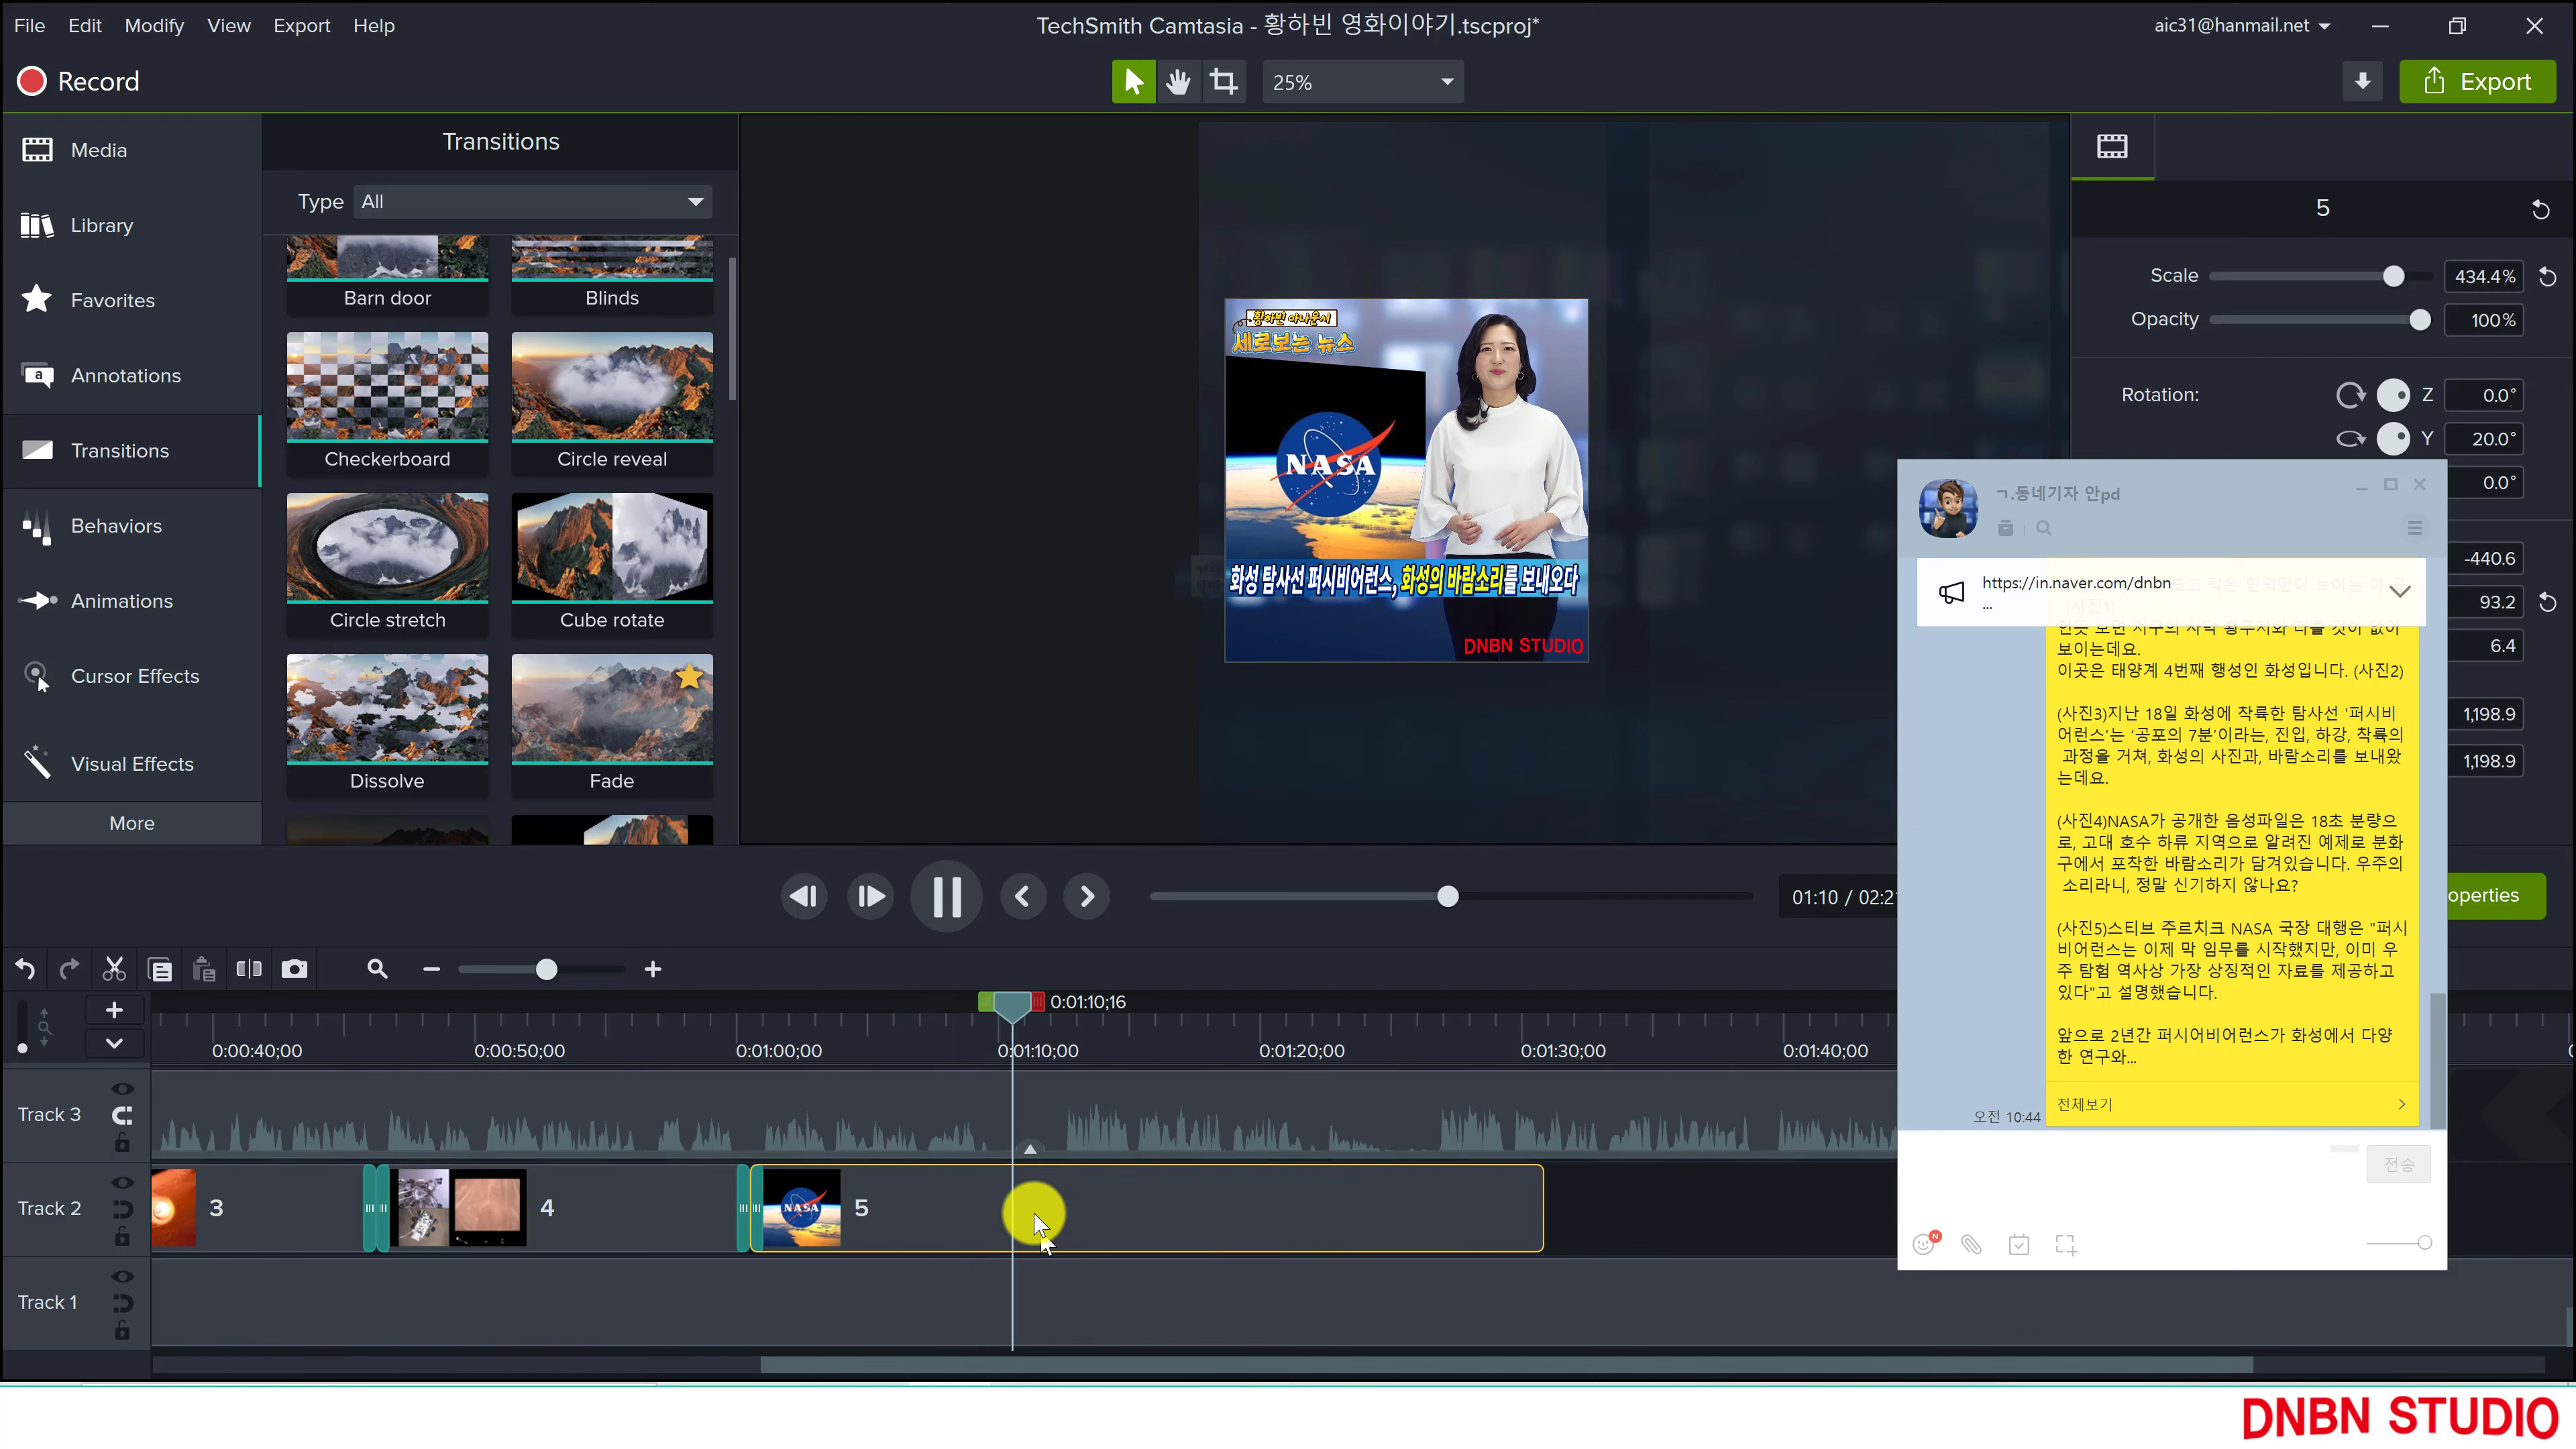 File Edit Modify View Export Help
TechSmith Camtasia - 황하빈 영화이야기.tscproj*
aic31@hanmail.net
Record
25%
Export
Media
Library
Favorites
Annotations
Transitions
Behaviors
Animations
Cursor Effects
Visual Effects
More
Transitions
Type All
Barn door
Blinds
Checkerboard
Circle reveal
Circle stretch
Cube rotate
Dissolve
Fade
황하빈 아나운서
세로보는 뉴스
NASA
화성 탐사선 퍼시비어런스, 화성의 바람소리를 보내오다
DNBN STUDIO
5
Scale 434.4%
Opacity 100%
Rotation: Z 0.0°
Y 20.0°
0.0°
-440.6
93.2
6.4
1,198.9
1,198.9
operties
ㄱ.동네기자 안pd
https://in.naver.com/dnbn
...
보이는데요.
이곳은 태양계 4번째 행성인 화성입니다. (사진2)
(사진3)지난 18일 화성에 착륙한 탐사선 '퍼시비
어런스'는 '공포의 7분'이라는, 진입, 하강, 착륙의
과정을 거쳐, 화성의 사진과, 바람소리를 보내왔
는데요.
(사진4)NASA가 공개한 음성파일은 18초 분량으
로, 고대 호수 하류 지역으로 알려진 예제로 분화
구에서 포착한 바람소리가 담겨있습니다. 우주의
소리라니, 정말 신기하지 않나요?
(사진5)스티브 주르치크 NASA 국장 대행은 "퍼시
비어런스는 이제 막 임무를 시작했지만, 이미 우
주 탐험 역사상 가장 상징적인 자료를 제공하고
있다"고 설명했습니다.
앞으로 2년간 퍼시어비어런스가 화성에서 다양
한 연구와...
전체보기
오전 10:44
전송
N
01:10 / 02:2
0:01:10;16
0:00:40;00
0:00:50;00
0:01:00;00
0:01:10;00
0:01:20;00
0:01:30;00
0:01:40;00
Track 3
Track 2
3
4
NASA
5
Track 1
DNBN STUDIO